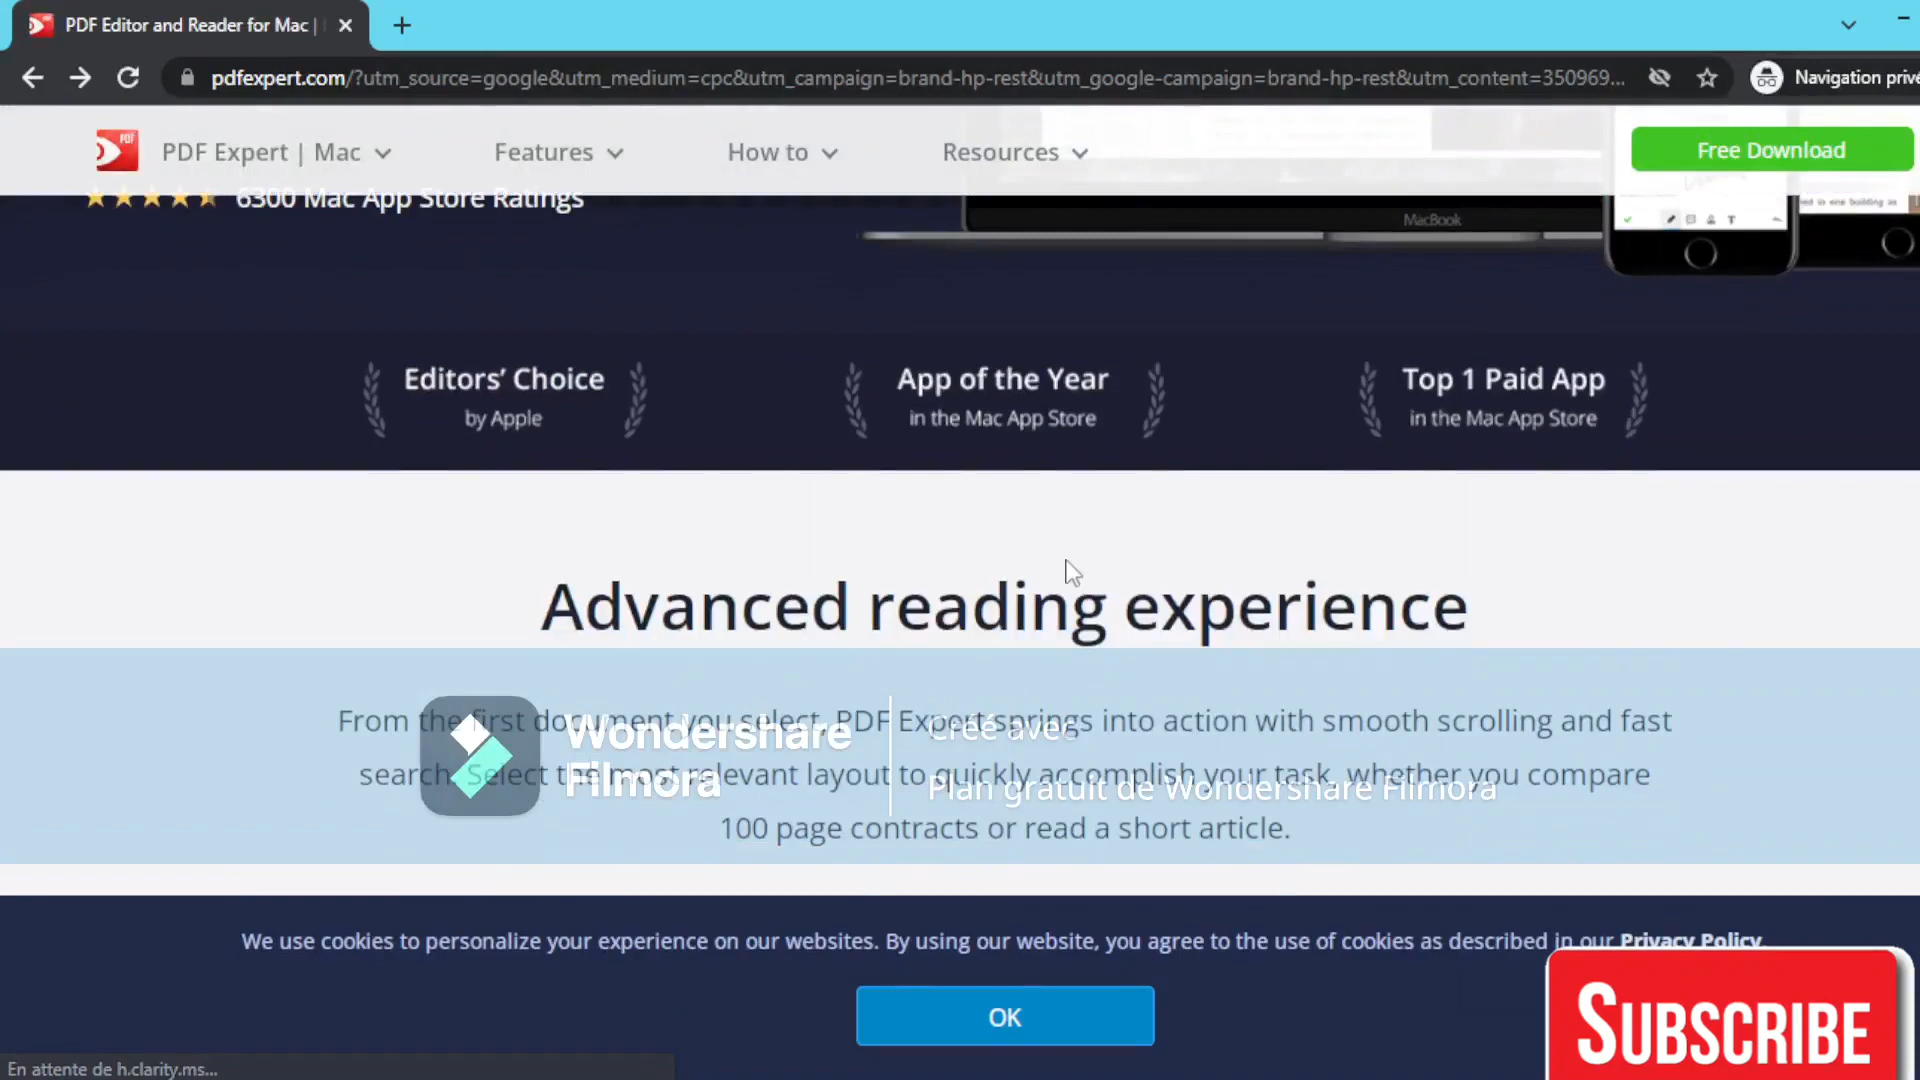 PDF Editor and Reader for Mac |
pdfexpert.com/?utm_source=google&utm_medium=cpc&utm_campaign=brand-hp-rest&utm_google-campaign=brand-hp-rest&utm_content=350969...
Navigation privé
PDF
PDF Expert | Mac
Features
How to
Resources
Free Download
6300 Mac App Store Ratings
MacBook
Editors’ Choice
by Apple
App of the Year
in the Mac App Store
Top 1 Paid App
in the Mac App Store
Advanced reading experience
From the first document you select, PDF Expert springs into action with smooth scrolling and fast
search. Select the most relevant layout to quickly accomplish your task, whether you compare
100 page contracts or read a short article.
Wondershare
Filmora
Créé avec
Plan gratuit de Wondershare Filmora
We use cookies to personalize your experience on our websites. By using our website, you agree to the use of cookies as described in our Privacy Policy.
OK
SUBSCRIBE
En attente de h.clarity.ms...